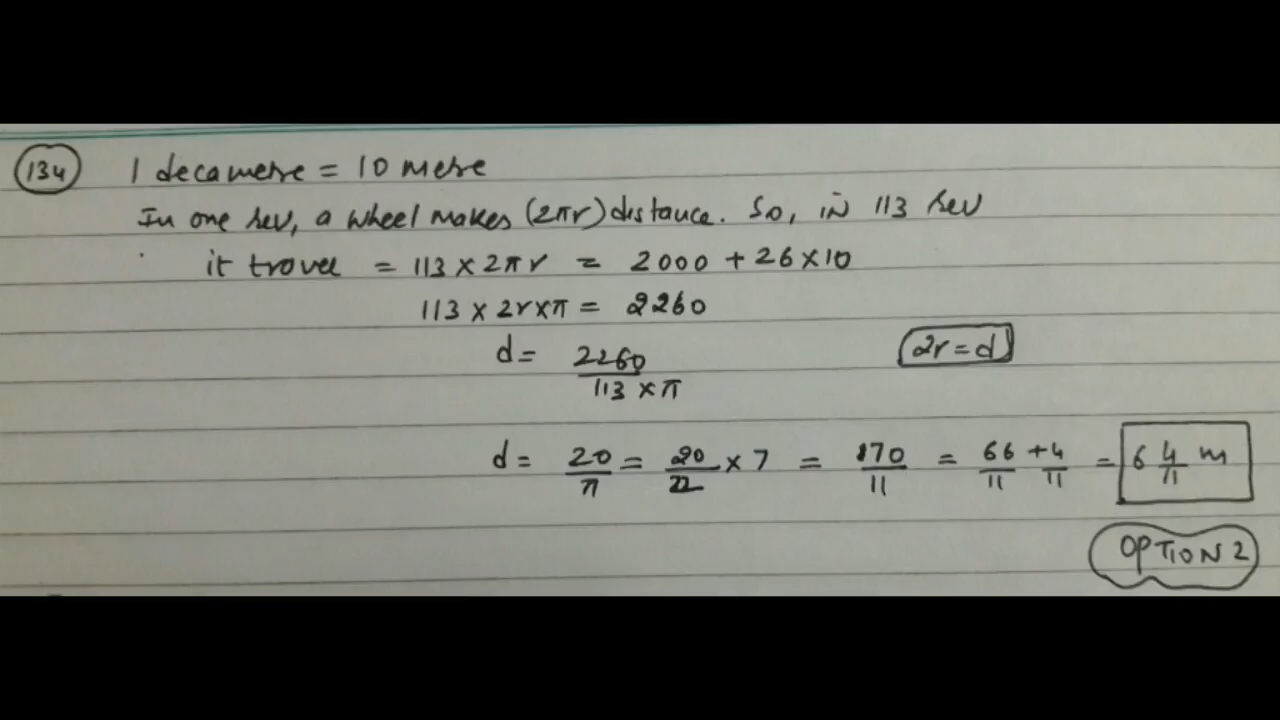 134 1 decametre = 10 metre
In one rev, a wheel makes (2πr) distance. So, in 113 rev
it travel = 113 × 2πr = 2000 + 26 × 10
113 × 2r × π = 2260
d = 2260 / 113 × π 2r = d
d = 20/π = 20/22 × 7 = 170/11 = 66/11 + 4/11 = 6 4/11 m
OPTION 2